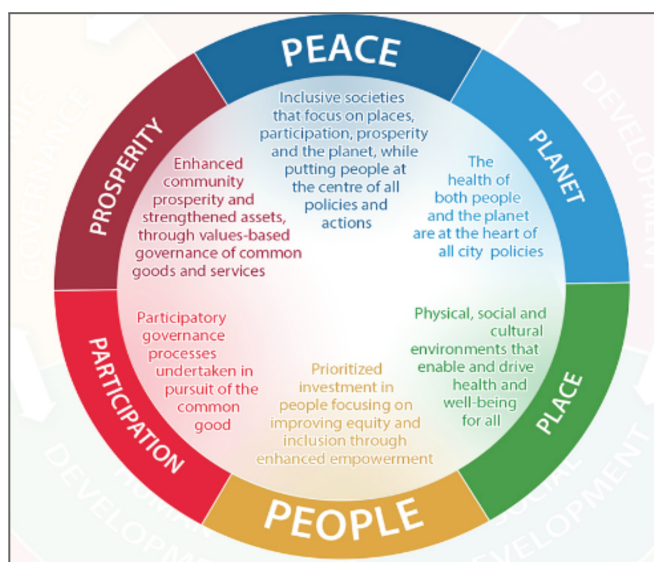 PEACE
Inclusive societies
that focus on places,
participation, prosperity
and the planet, while
putting people at
the centre of all
policies and
actions
PLANET
The
health of
both people
and the planet
are at the heart of
all city policies
PLACE
Physical, social and
cultural
environments that
enable and drive
health and
well-being
for all
PEOPLE
Prioritized
investment in
people focusing on
improving equity and
inclusion through
enhanced empowerment
PARTICIPATION
Participatory
governance
processes
undertaken in
pursuit of the
common
good
PROSPERITY
Enhanced
community
prosperity and
strengthened assets,
through values-based
governance of common
goods and services
DEVELOPMENT
SOCIAL
DEVELOPMENT
HUMAN
DEVELOPMENT
GOVERNANCE